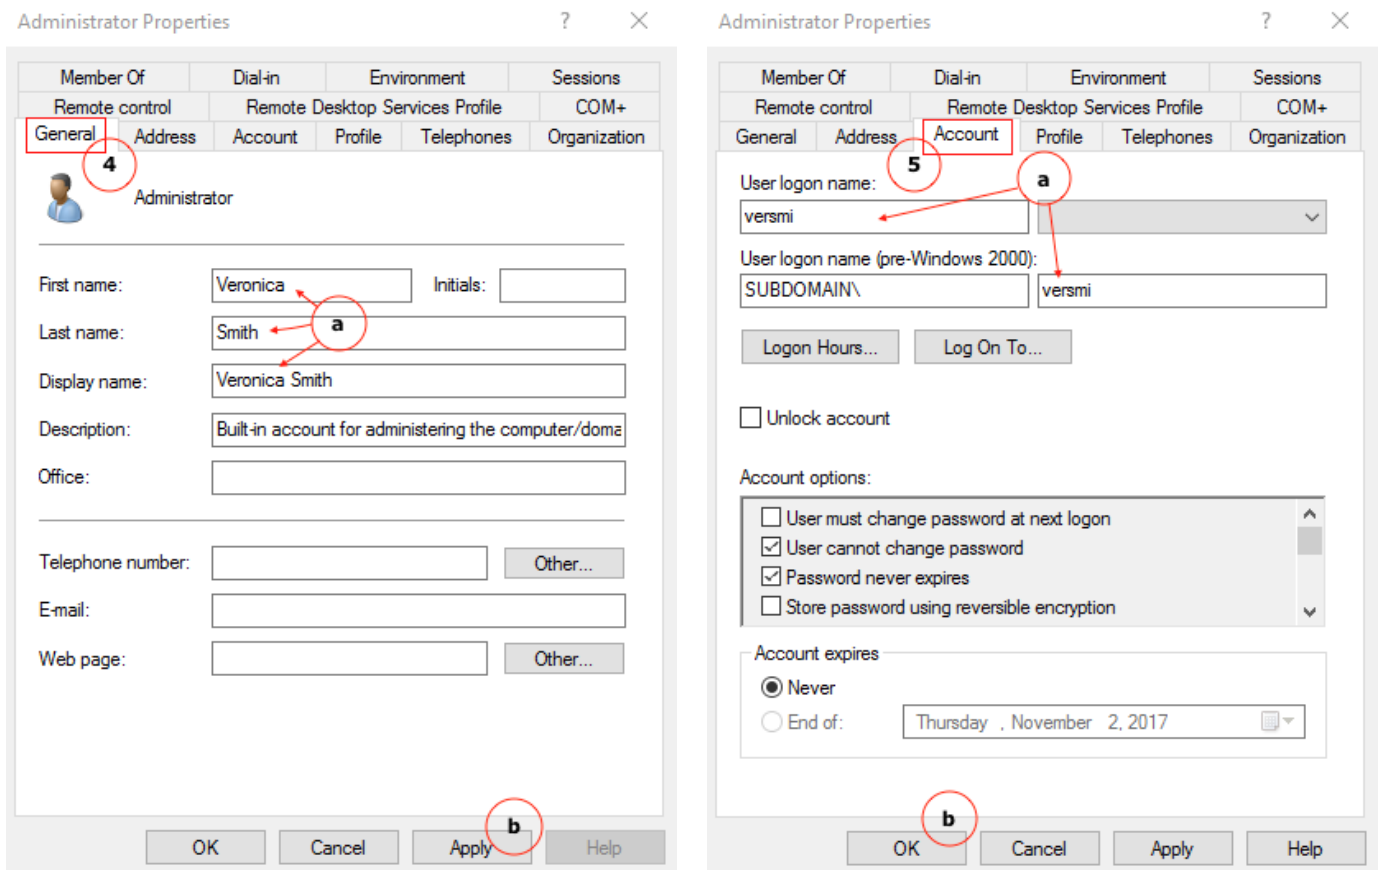 Administrator Properties ?
Member Of Dial-in Environment Sessions
Remote control Remote Desktop Services Profile COM+
General Address Account Profile Telephones Organization
4
Administrator
First name: Veronica Initials:
a
Last name: Smith
Display name: Veronica Smith
Description: Built-in account for administering the computer/doma
Office:
Telephone number: Other...
E-mail:
Web page: Other...
b
OK Cancel Apply Help
Administrator Properties ?
Member Of Dial-in Environment Sessions
Remote control Remote Desktop Services Profile COM+
General Address Account Profile Telephones Organization
5
a
User logon name:
versmi
User logon name (pre-Windows 2000):
SUBDOMAIN\ versmi
Logon Hours... Log On To...
Unlock account
Account options:
User must change password at next logon
User cannot change password
Password never expires
Store password using reversible encryption
Account expires
Never
End of: Thursday , November 2, 2017
b
OK Cancel Apply Help